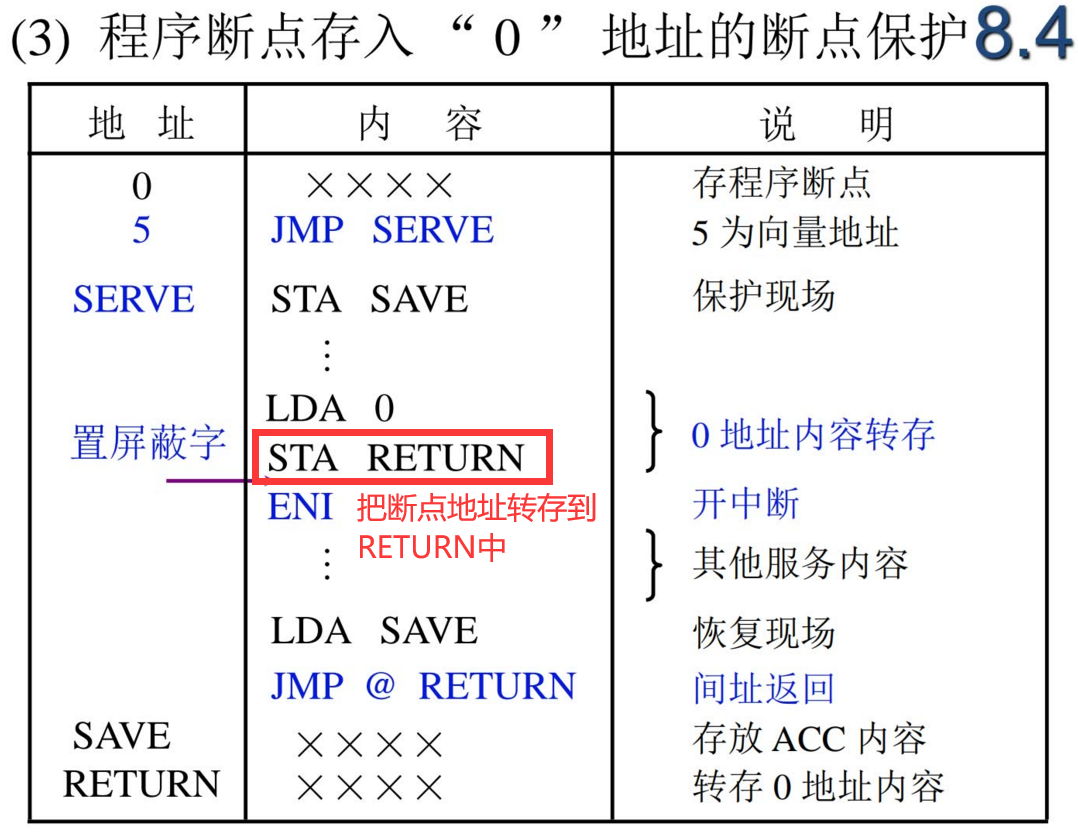 (3) 程序断点存入 “ 0 ” 地址的断点保护 8.4
地 址 内 容 说 明
0 ×××× 存程序断点
5 JMP SERVE 5 为向量地址
SERVE STA SAVE 保护现场
⋮
LDA 0
置屏蔽字 STA RETURN } 0 地址内容转存
ENI 把断点地址转存到 开中断
RETURN中
⋮ } 其他服务内容
LDA SAVE 恢复现场
JMP @ RETURN 间址返回
SAVE ×××× 存放 ACC 内容
RETURN ×××× 转存 0 地址内容